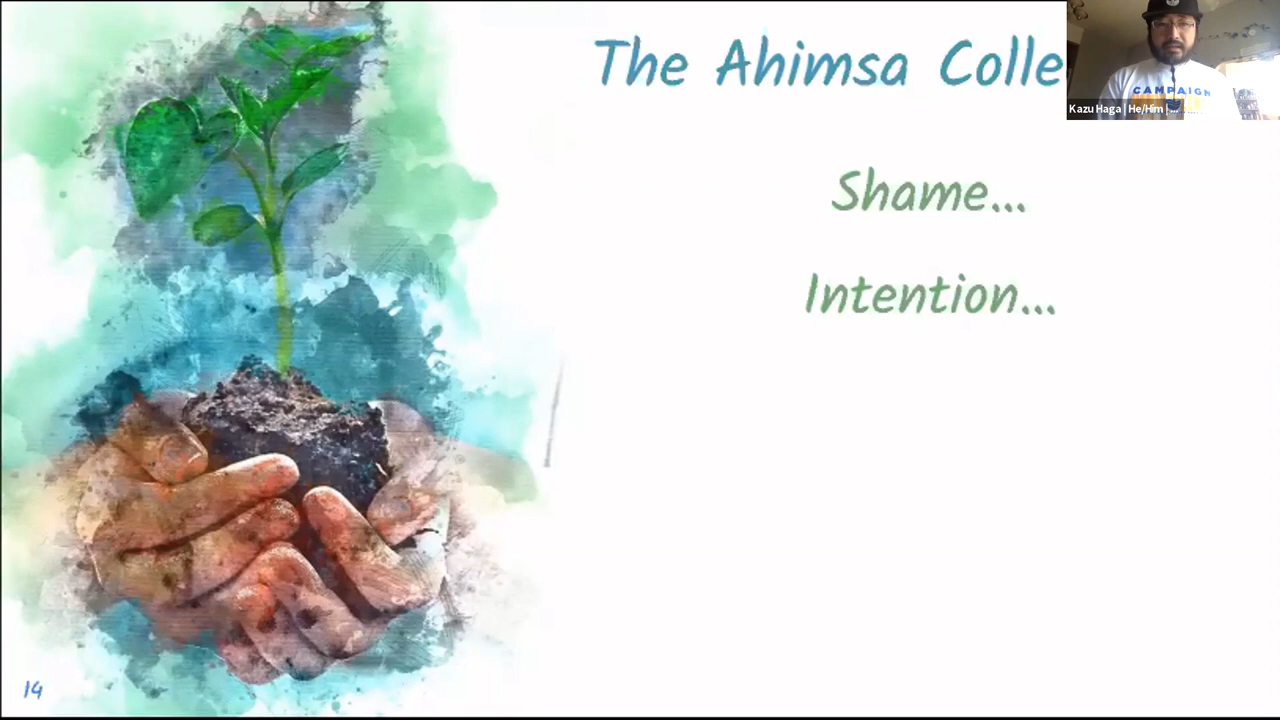 The Ahimsa Colle
Shame...
Intention...
CAMPAIGN
Kazu Haga | He/Him |
14